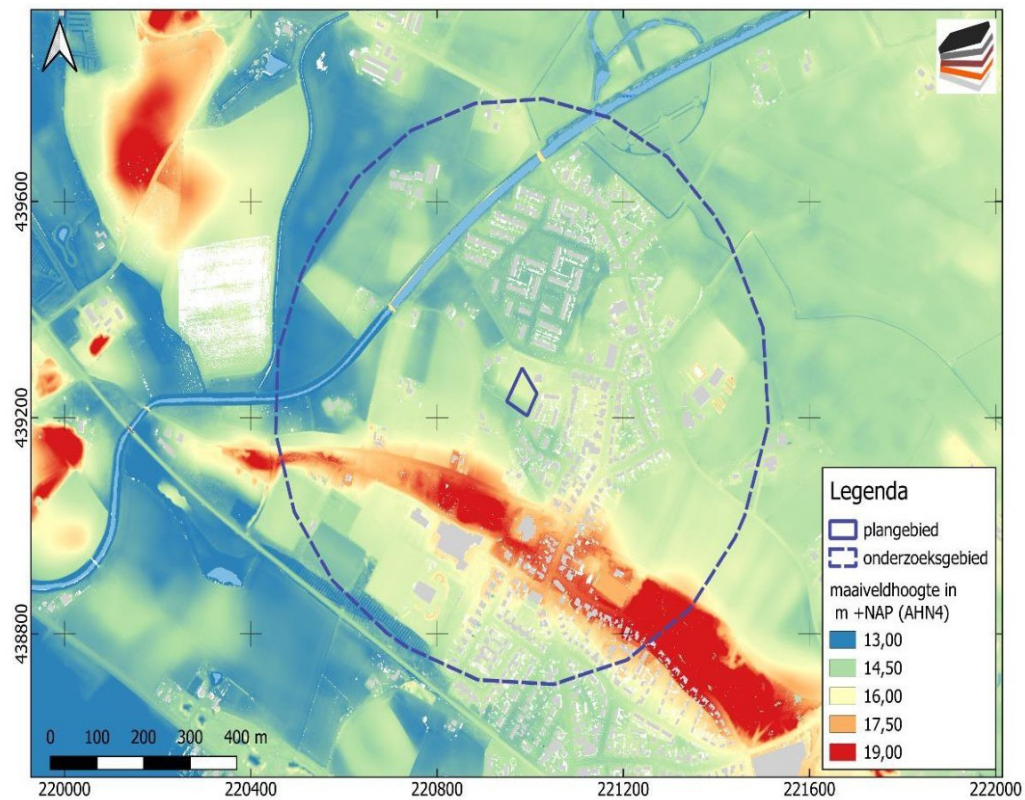 439600
439200
438800
Legenda
plangebied
onderzoeksgebied
maaiveldhoogte in
m +NAP (AHN4)
13,00
14,50
16,00
17,50
19,00
0 100 200 300 400 m
220000 220400 220800 221200 221600 222000